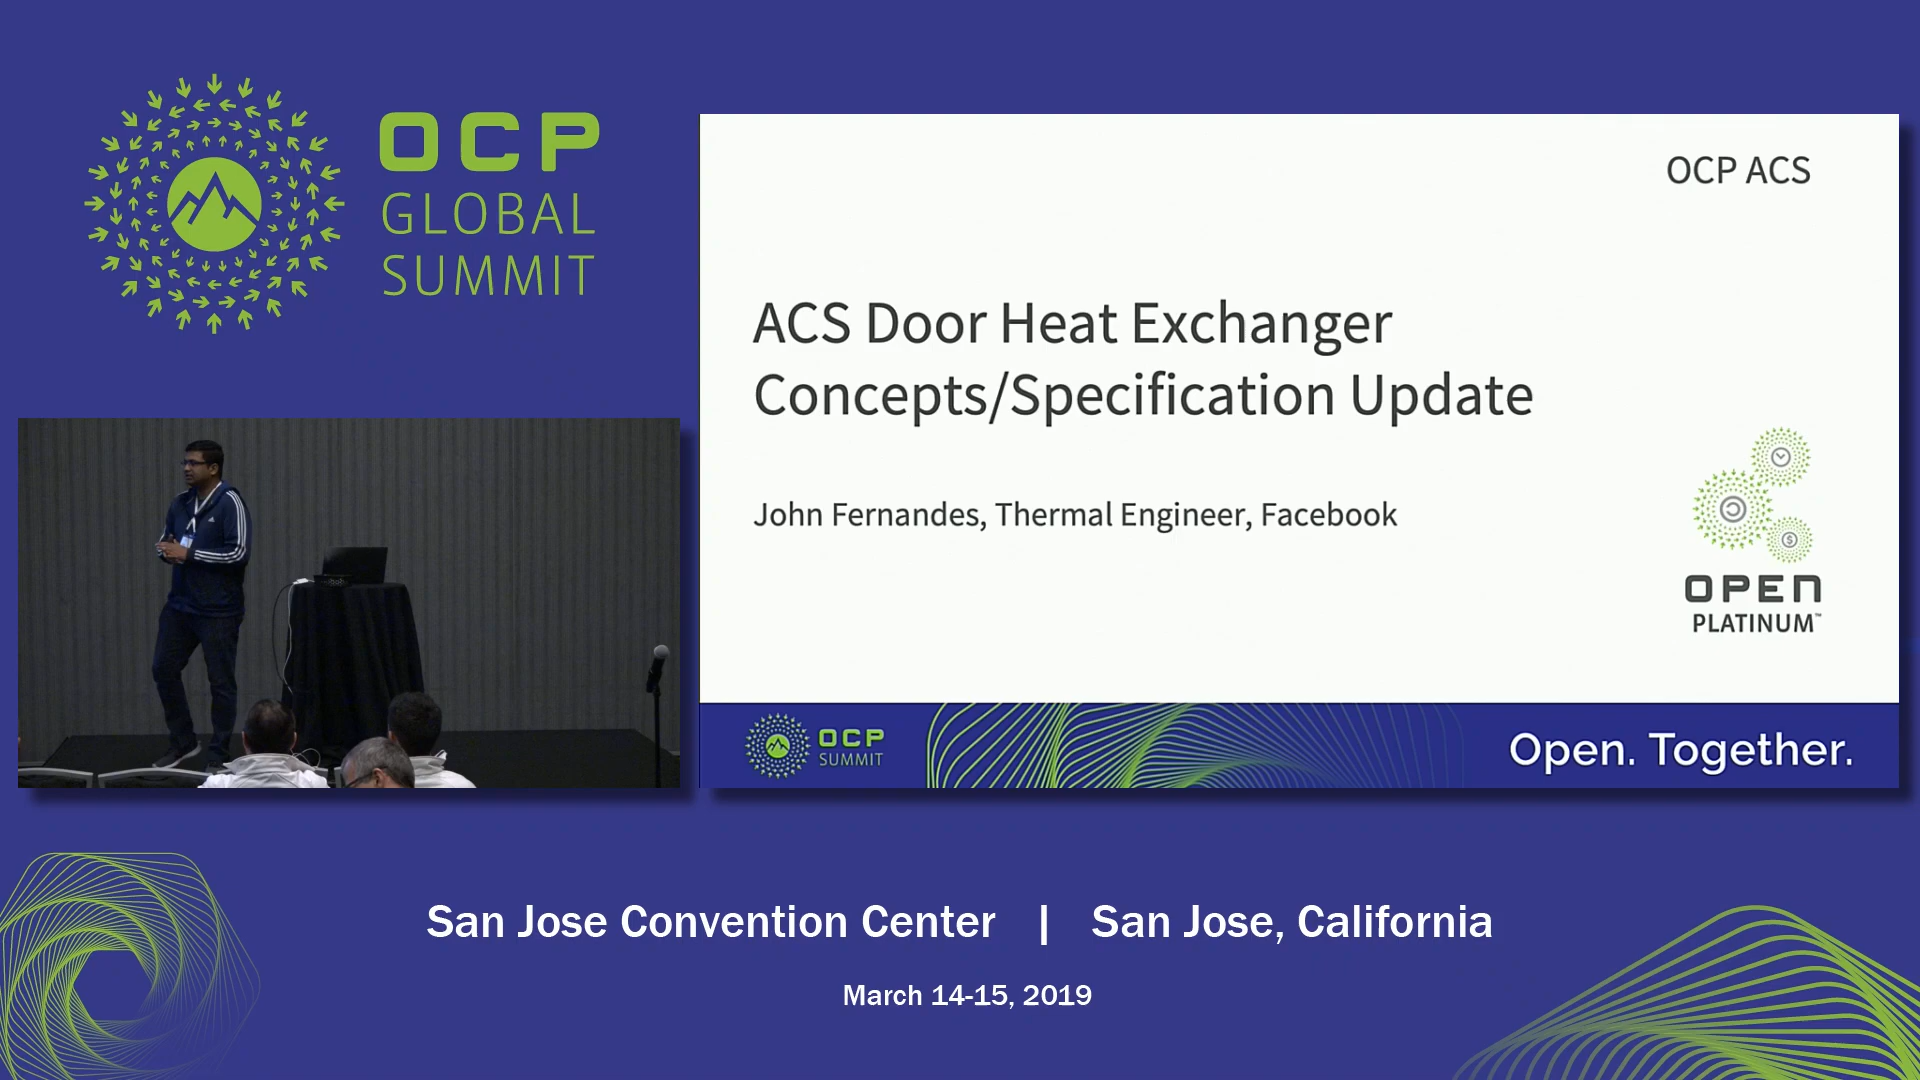 OCP
GLOBAL
SUMMIT
OCP ACS
ACS Door Heat Exchanger
Concepts/Specification Update
John Fernandes, Thermal Engineer, Facebook
OPEN
PLATINUM™
OCP
SUMMIT
Open. Together.
San Jose Convention Center | San Jose, California
March 14-15, 2019